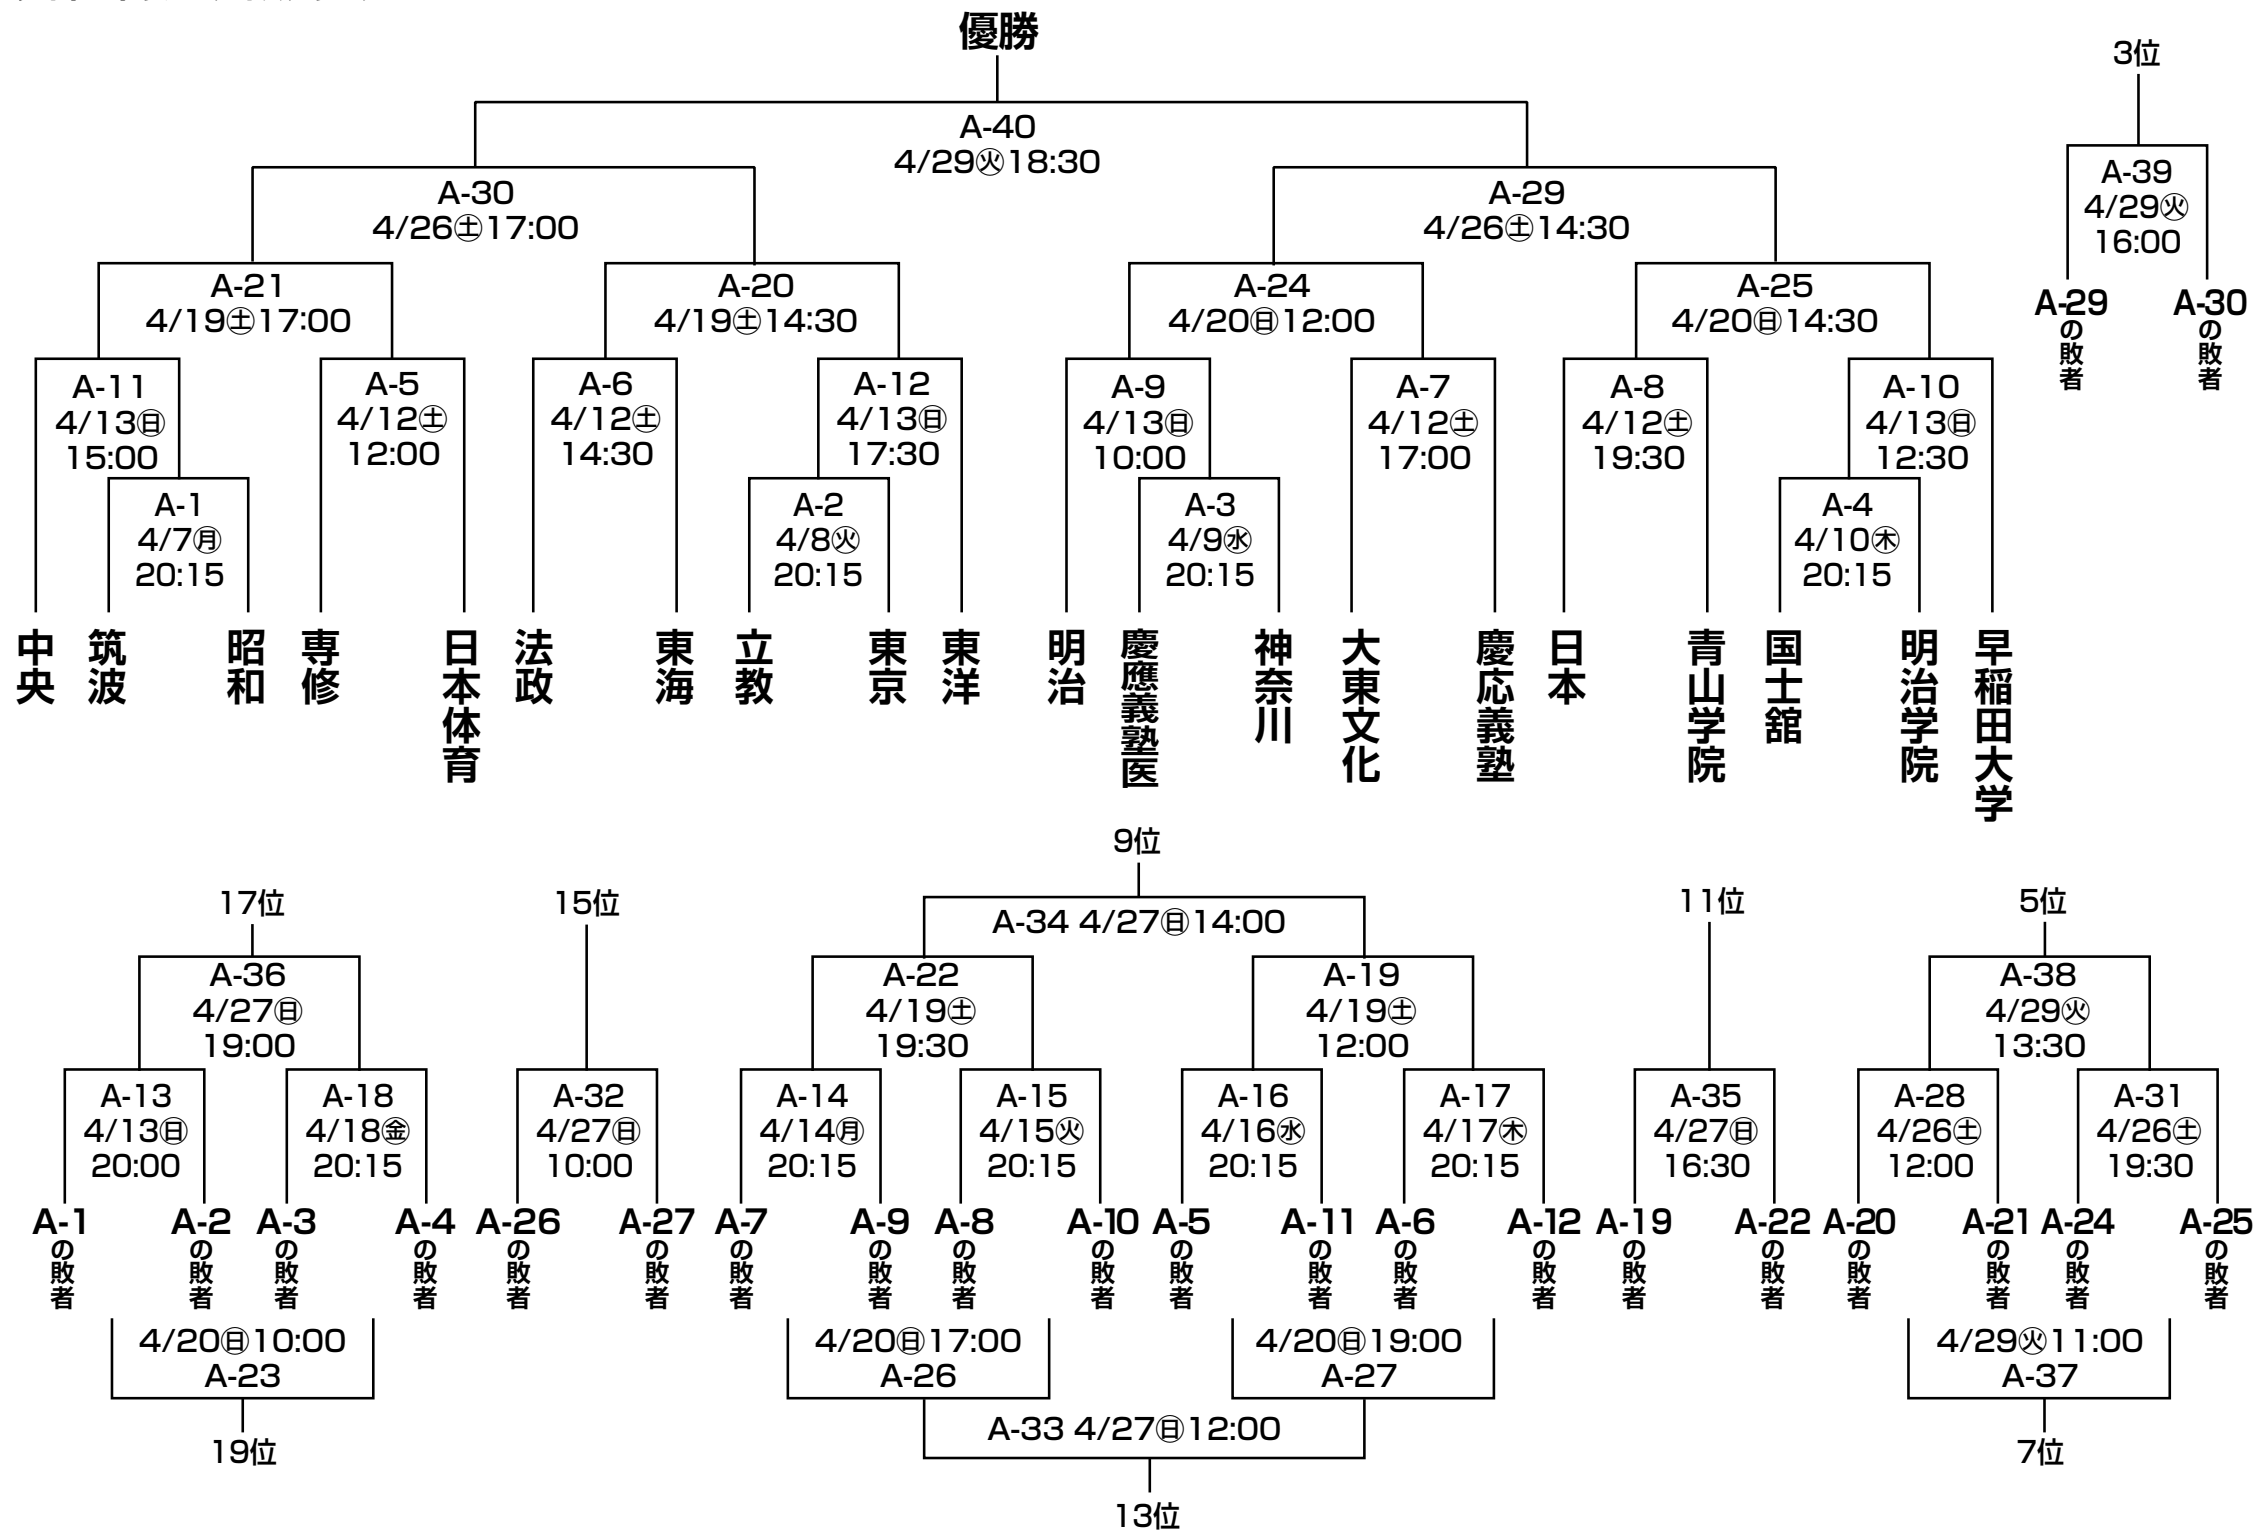 優勝
3位
A-40
4/29㊋18:30
A-39
4/29㊋
16:00
A-29の敗者
A-30の敗者
A-30
4/26㊏17:00
A-29
4/26㊏14:30
A-21
4/19㊏17:00
A-20
4/19㊏14:30
A-24
4/20㊐12:00
A-25
4/20㊐14:30
A-11
4/13㊐
15:00
A-5
4/12㊏
12:00
A-6
4/12㊏
14:30
A-12
4/13㊐
17:30
A-9
4/13㊐
10:00
A-7
4/12㊏
17:00
A-8
4/12㊏
19:30
A-10
4/13㊐
12:30
A-1
4/7㊊
20:15
A-2
4/8㊋
20:15
A-3
4/9㊌
20:15
A-4
4/10㊍
20:15
中央
筑波
昭和
専修
日本体育
法政
東海
立教
東京
東洋
明治
慶應義塾医
神奈川
大東文化
慶応義塾
日本
青山学院
国士舘
明治学院
早稲田大学
17位
A-36
4/27㊐
19:00
A-13
4/13㊐
20:00
A-18
4/18㊎
20:15
A-1の敗者
A-2の敗者
A-3の敗者
A-4の敗者
4/20㊐10:00
A-23
19位
15位
A-32
4/27㊐
10:00
A-26の敗者
A-27の敗者
9位
A-34 4/27㊐14:00
A-22
4/19㊏
19:30
A-19
4/19㊏
12:00
A-14
4/14㊊
20:15
A-15
4/15㊋
20:15
A-16
4/16㊌
20:15
A-17
4/17㊍
20:15
A-7の敗者
A-9の敗者
A-8の敗者
A-10の敗者
A-5の敗者
A-11の敗者
A-6の敗者
A-12の敗者
4/20㊐17:00
A-26
4/20㊐19:00
A-27
A-33 4/27㊐12:00
13位
11位
A-35
4/27㊐
16:30
A-19の敗者
A-22の敗者
5位
A-38
4/29㊋
13:30
A-28
4/26㊏
12:00
A-31
4/26㊏
19:30
A-20の敗者
A-21の敗者
A-24の敗者
A-25の敗者
4/29㊋11:00
A-37
7位